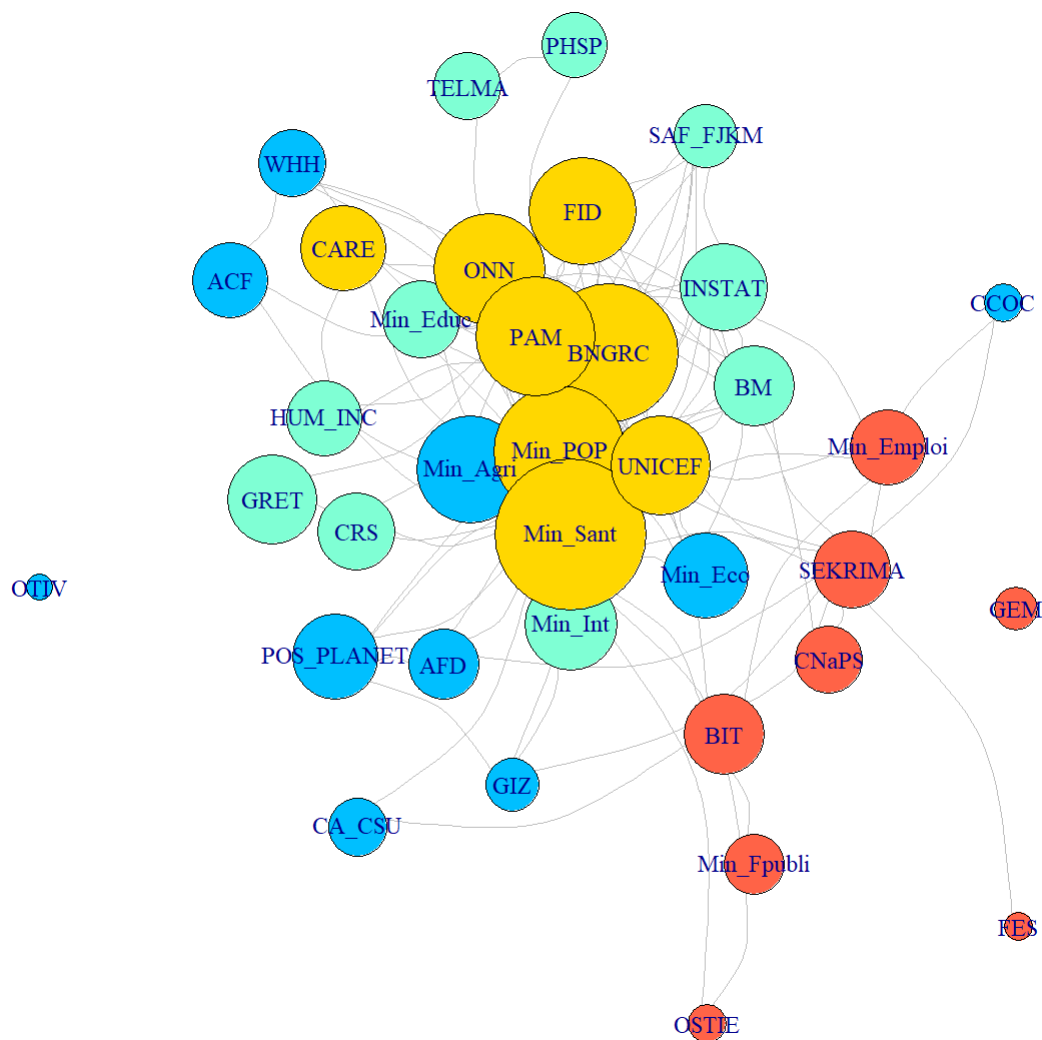 PHSP
TELMA
SAF_FJKM
WHH
FID
CARE
ONN
ACF
INSTAT
CCOC
Min_Educ
PAM
BNGRC
BM
HUM_INC
Min_Emploi
Min_POP
Min_Agri
UNICEF
GRET
CRS
Min_Sant
SEKRIMA
Min_Eco
OTIV
GEM
Min_Int
POS_PLANET
AFD
CNaPS
BIT
GIZ
CA_CSU
Min_Fpubli
FES
OSTIE